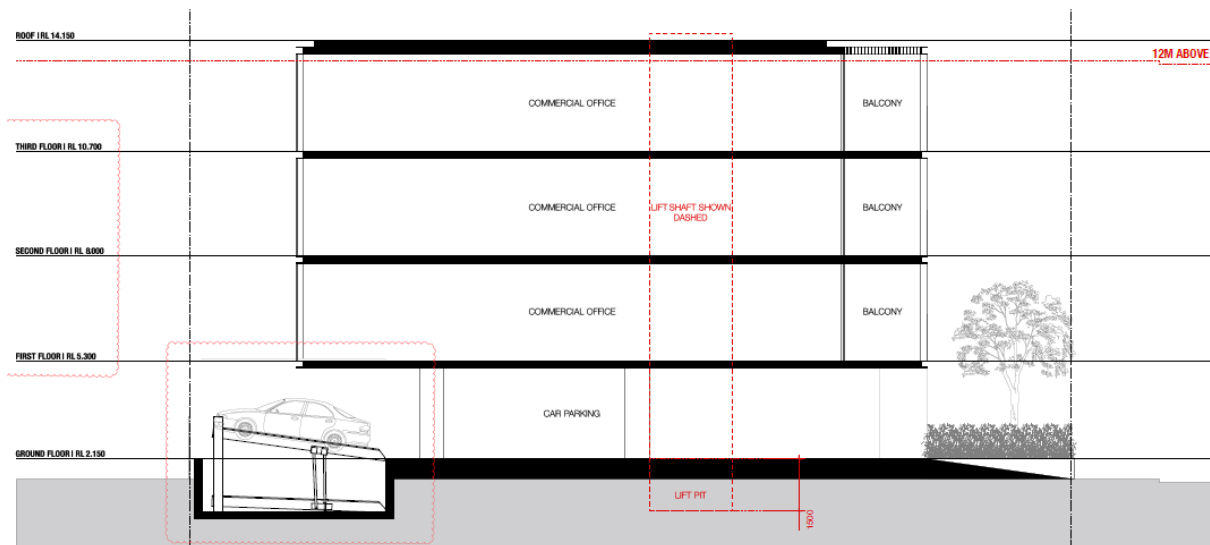 ROOF | RL 14.150
12M ABOVE
COMMERCIAL OFFICE
BALCONY
THIRD FLOOR | RL 10.700
COMMERCIAL OFFICE
LIFT SHAFT SHOWN
DASHED
BALCONY
SECOND FLOOR | RL 8.000
COMMERCIAL OFFICE
BALCONY
FIRST FLOOR | RL 5.300
CAR PARKING
GROUND FLOOR | RL 2.150
LIFT PIT
1500